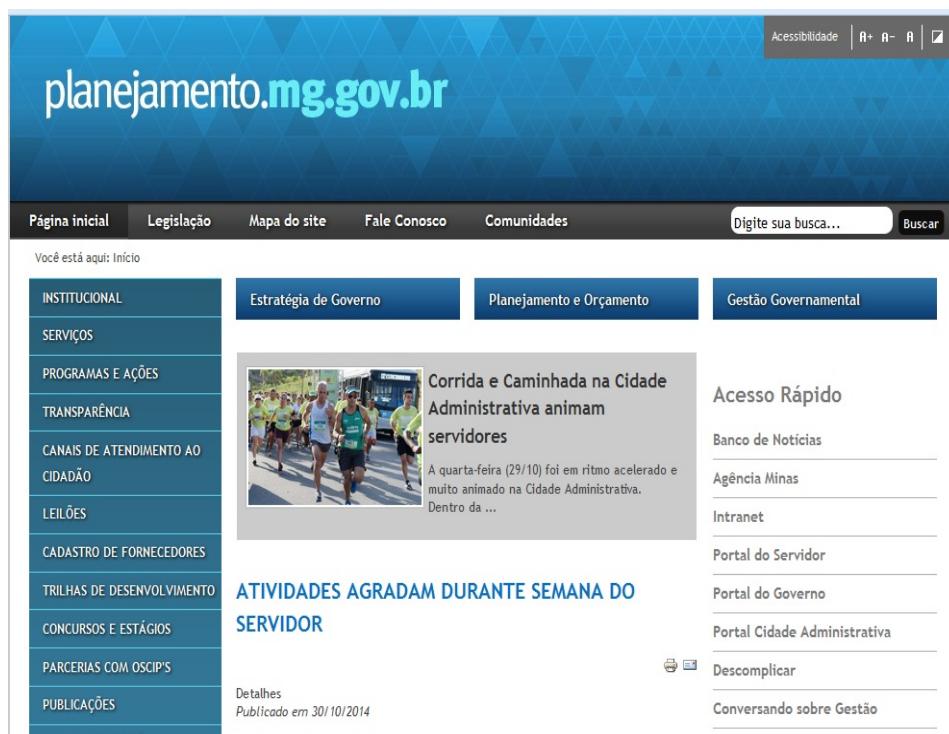 Acessibilidade A+ A- A
planejamento.mg.gov.br
Página inicial Legislação Mapa do site Fale Conosco Comunidades Digite sua busca... Buscar
Você está aqui: Início
INSTITUCIONAL
SERVIÇOS
PROGRAMAS E AÇÕES
TRANSPARÊNCIA
CANAIS DE ATENDIMENTO AO
CIDADÃO
LEILÕES
CADASTRO DE FORNECEDORES
TRILHAS DE DESENVOLVIMENTO
CONCURSOS E ESTÁGIOS
PARCERIAS COM OSCIP'S
PUBLICAÇÕES
Estratégia de Governo Planejamento e Orçamento Gestão Governamental
Corrida e Caminhada na Cidade
Administrativa animam
servidores
A quarta-feira (29/10) foi em ritmo acelerado e
muito animado na Cidade Administrativa.
Dentro da ...
ATIVIDADES AGRADAM DURANTE SEMANA DO
SERVIDOR
Detalhes
Publicado em 30/10/2014
Acesso Rápido
Banco de Notícias
Agência Minas
Intranet
Portal do Servidor
Portal do Governo
Portal Cidade Administrativa
Descomplicar
Conversando sobre Gestão